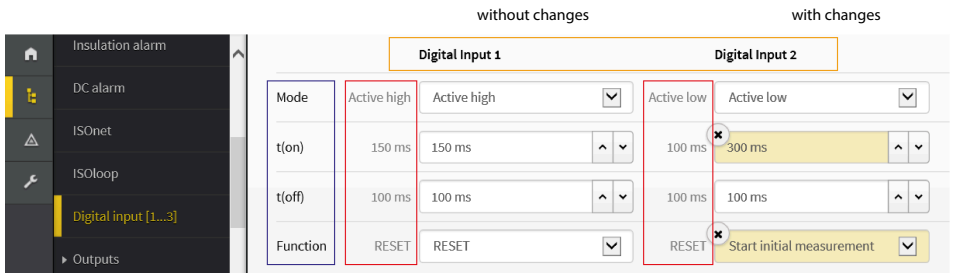 without changes with changes
Insulation alarm
DC alarm
ISOnet
ISOloop
Digital input [1...3]
Outputs
Digital Input 1 Digital Input 2
Mode Active high Active high Active low Active low
t(on) 150 ms 150 ms 100 ms 300 ms
t(off) 100 ms 100 ms 100 ms 100 ms
Function RESET RESET RESET Start initial measurement